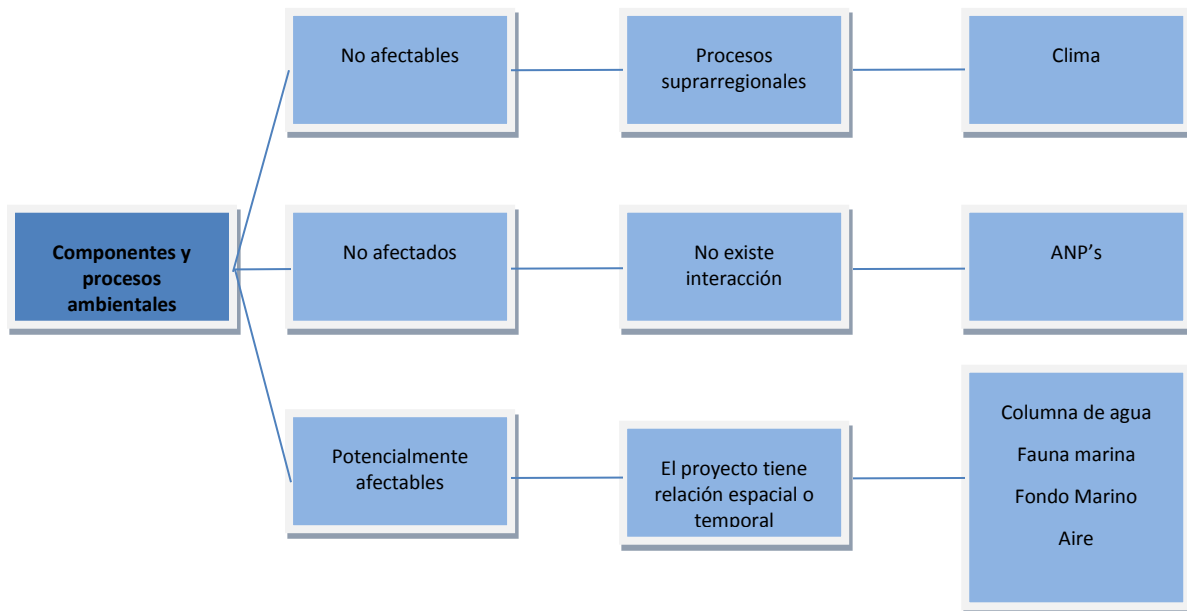 No afectables
Procesos
suprarregionales
Clima
Componentes y
procesos
ambientales
No afectados
No existe
interacción
ANP’s
Potencialmente
afectables
El proyecto tiene
relación espacial o
temporal
Columna de agua
Fauna marina
Fondo Marino
Aire